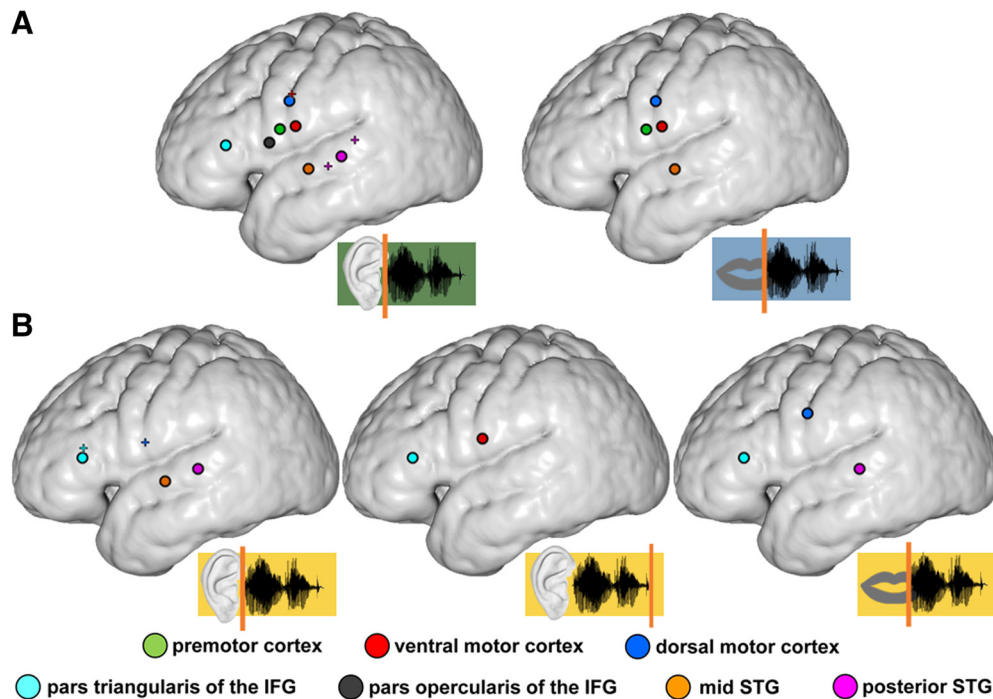 A
B
premotor cortex ventral motor cortex dorsal motor cortex
pars triangularis of the IFG pars opercularis of the IFG mid STG posterior STG